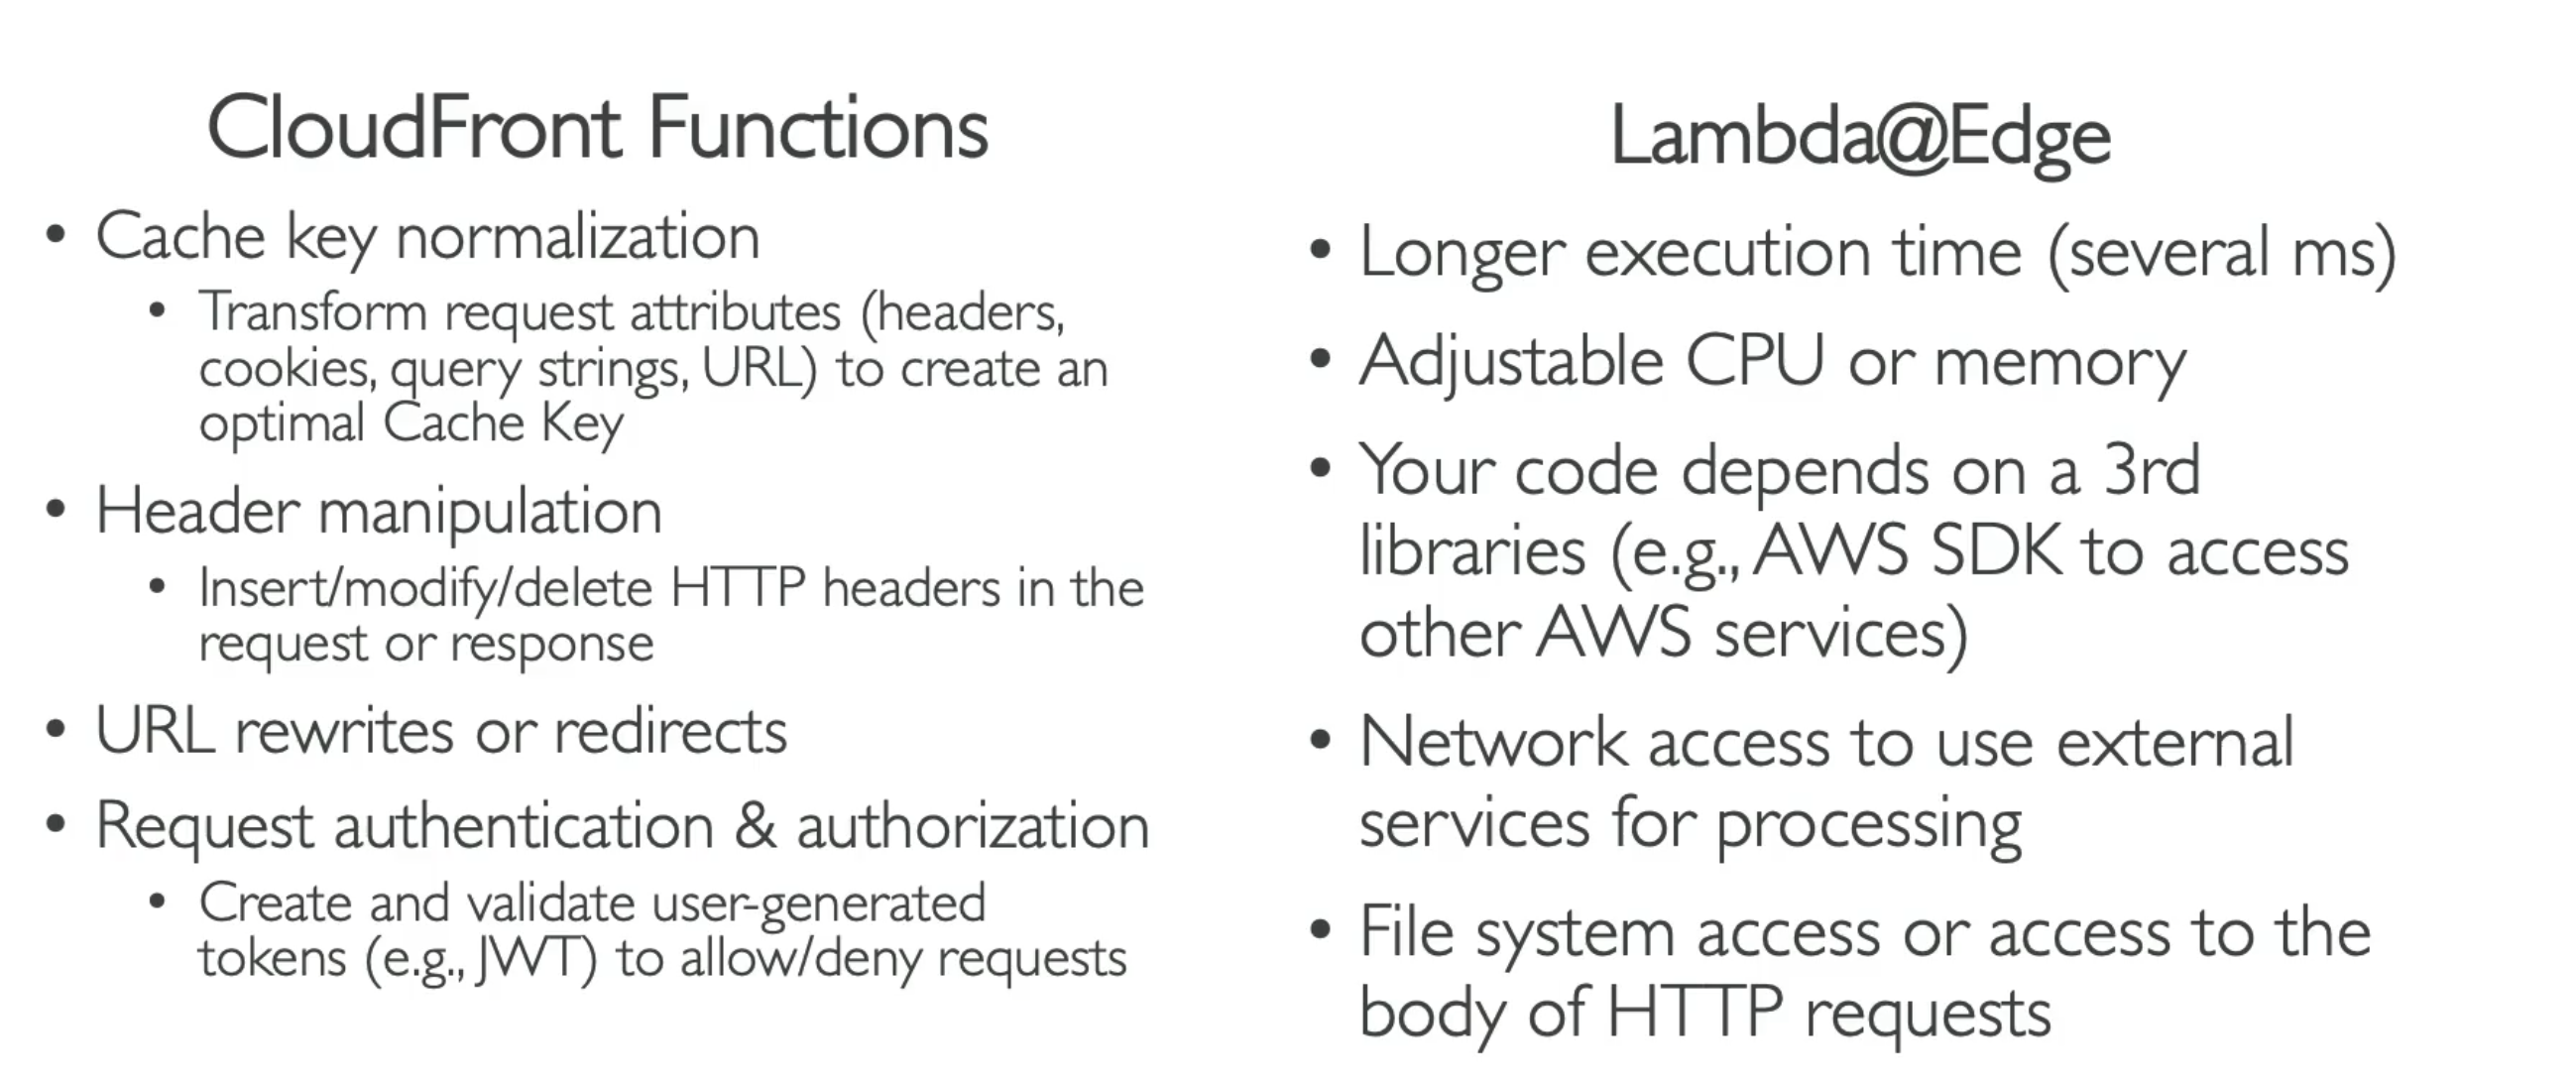 CloudFront Functions
• Cache key normalization
• Transform request attributes (headers,
cookies, query strings, URL) to create an
optimal Cache Key
• Header manipulation
• Insert/modify/delete HTTP headers in the
request or response
• URL rewrites or redirects
• Request authentication & authorization
• Create and validate user-generated
tokens (e.g., JWT) to allow/deny requests
Lambda@Edge
• Longer execution time (several ms)
• Adjustable CPU or memory
• Your code depends on a 3rd
libraries (e.g., AWS SDK to access
other AWS services)
• Network access to use external
services for processing
• File system access or access to the
body of HTTP requests